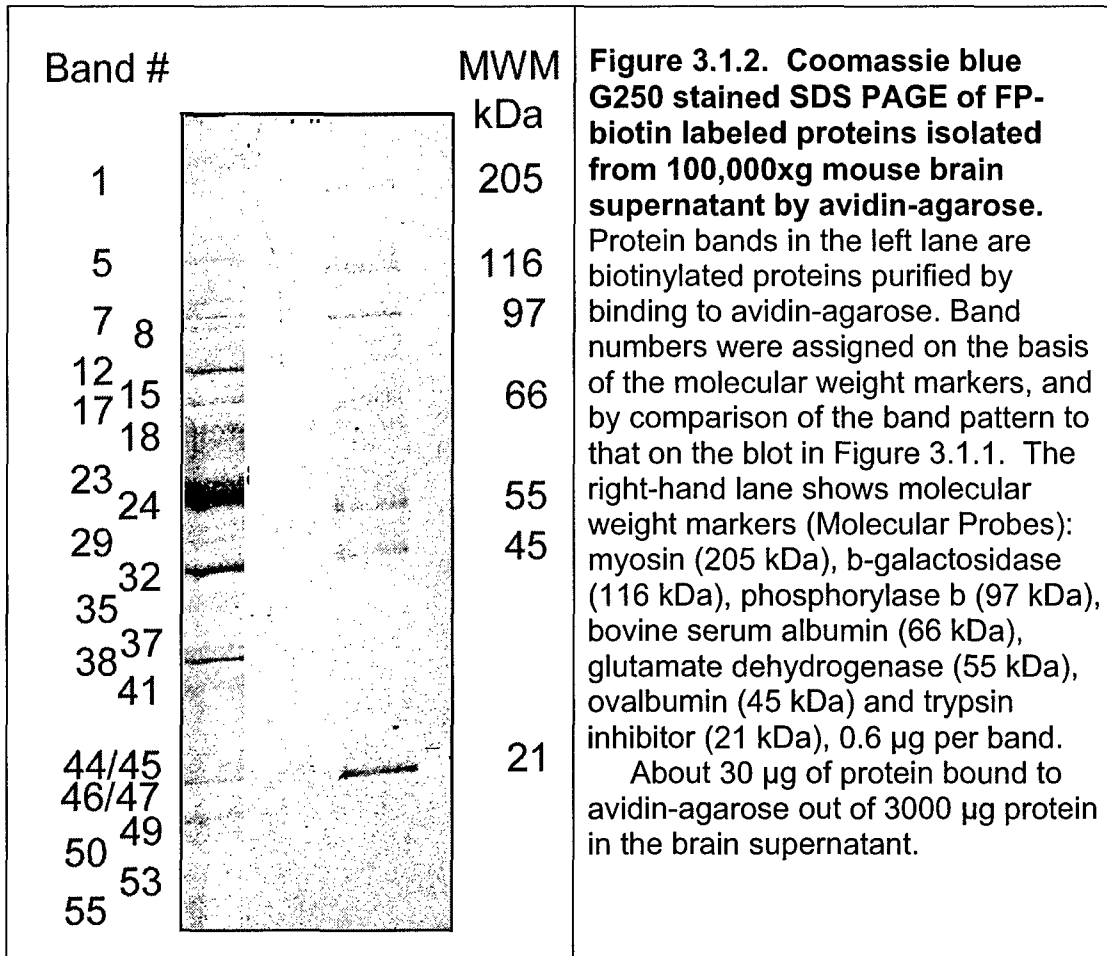 Band #
MWM
kDa
1
205
5
116
7 8
97
12
17 15
66
18
23
24
55
29
45
32
35
37
38
41
44/45
21
46/47
49
50
53
55
Figure 3.1.2. Coomassie blue
G250 stained SDS PAGE of FP-
biotin labeled proteins isolated
from 100,000xg mouse brain
supernatant by avidin-agarose.
Protein bands in the left lane are
biotinylated proteins purified by
binding to avidin-agarose. Band
numbers were assigned on the basis
of the molecular weight markers, and
by comparison of the band pattern to
that on the blot in Figure 3.1.1. The
right-hand lane shows molecular
weight markers (Molecular Probes):
myosin (205 kDa), b-galactosidase
(116 kDa), phosphorylase b (97 kDa),
bovine serum albumin (66 kDa),
glutamate dehydrogenase (55 kDa),
ovalbumin (45 kDa) and trypsin
inhibitor (21 kDa), 0.6 µg per band.
About 30 µg of protein bound to
avidin-agarose out of 3000 µg protein
in the brain supernatant.